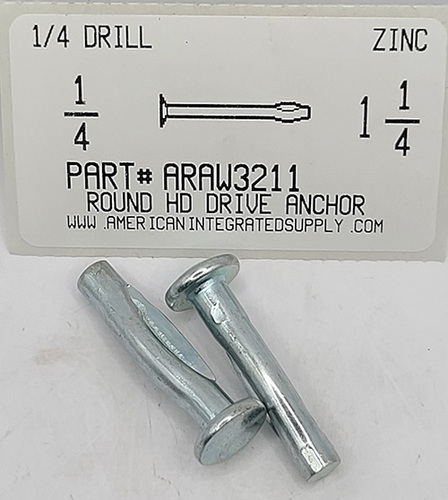 1/4 DRILL ZINC
1/4 1 1/4
PART# ARAW3211
ROUND HD DRIVE ANCHOR
WWW.AMERICANINTEGRATEDSUPPLY.COM